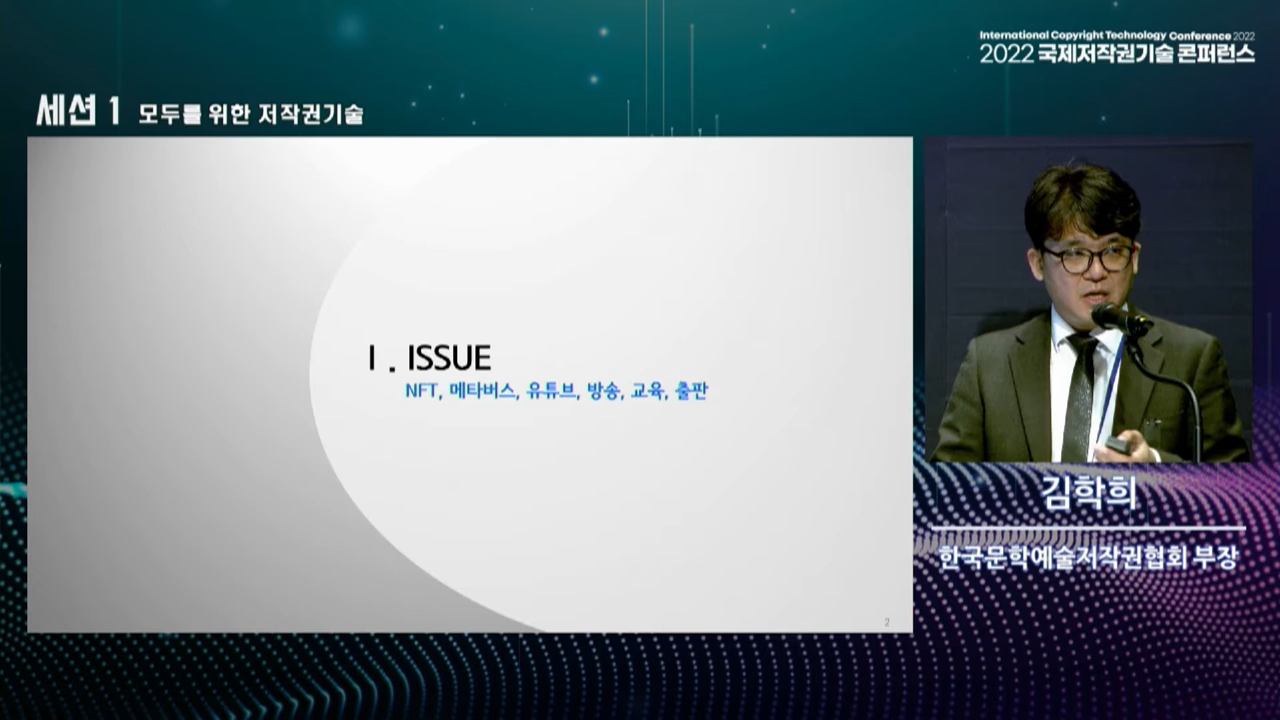 International Copyright Technology Conference 2022
2022 국제저작권기술 콘퍼런스
세션 1 모두를 위한 저작권기술
Ⅰ. ISSUE
NFT, 메타버스, 유튜브, 방송, 교육, 출판
2
김학희
한국문학예술저작권협회 부장